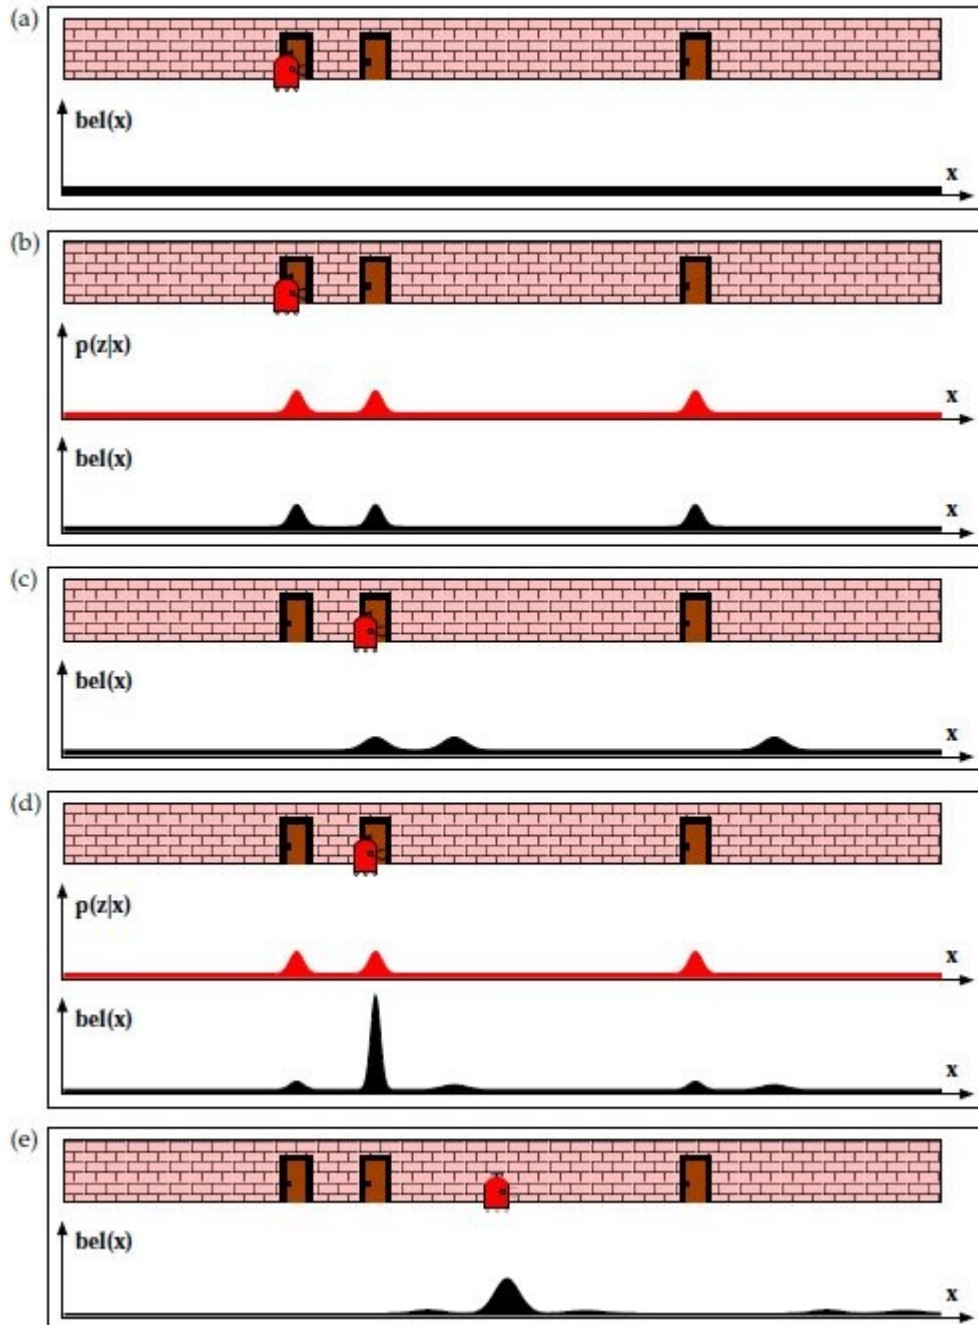 (a)
bel(x)
x
(b)
p(z|x)
x
bel(x)
x
(c)
bel(x)
x
(d)
p(z|x)
x
bel(x)
x
(e)
bel(x)
x